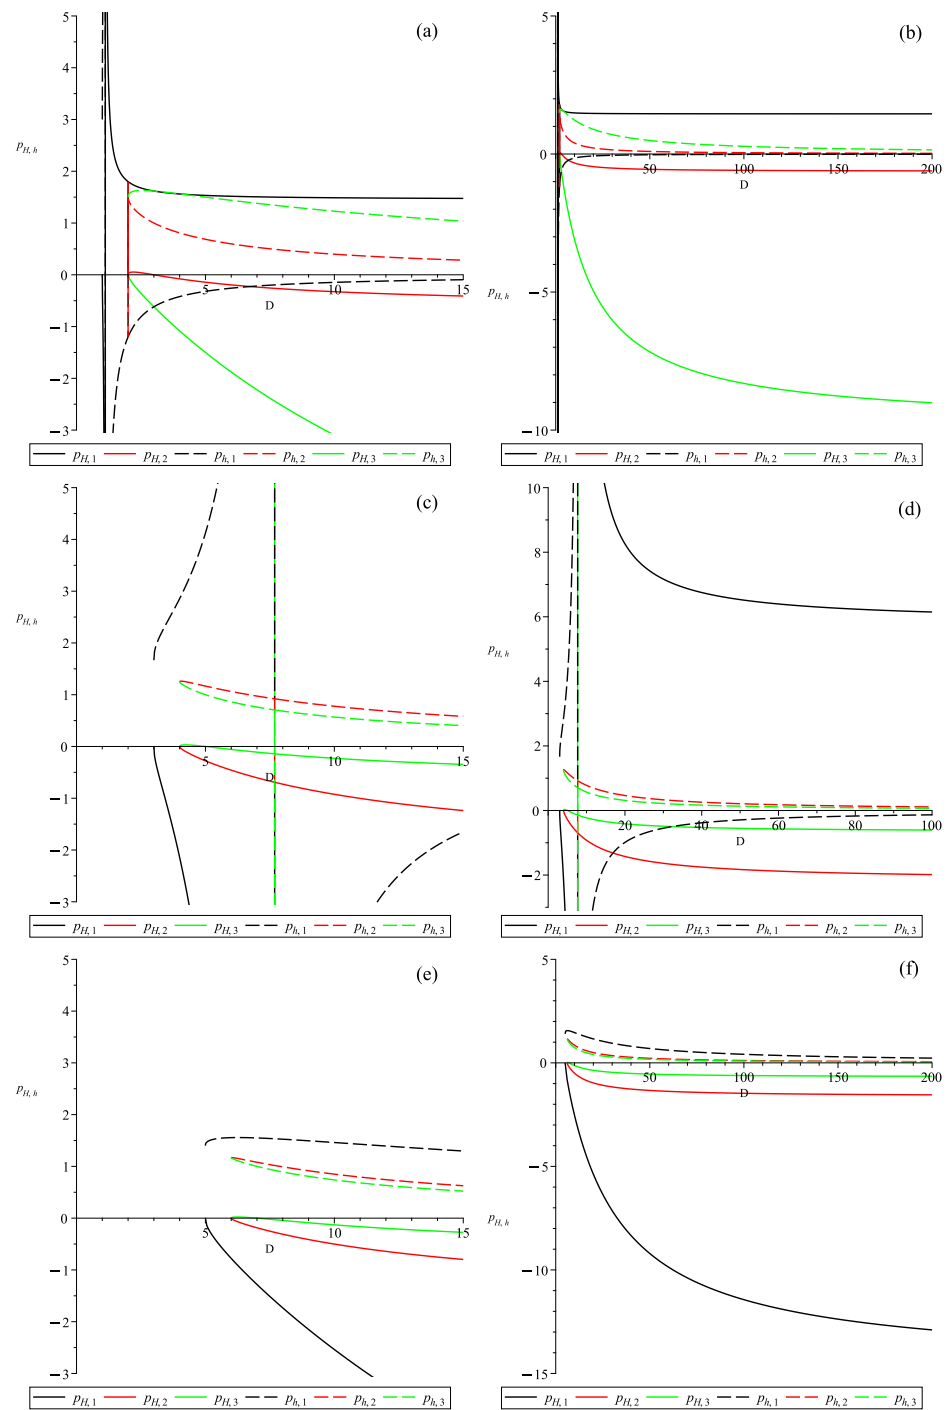 (a)
5
4
3
2
1
0
−1
−2
−3
p_{H, h}
5
10
15
D
p_{H, 1} p_{H, 2} p_{h, 1} p_{h, 2} p_{H, 3} p_{h, 3}
(b)
5
0
−5
−10
p_{H, h}
50
100
150
200
D
p_{H, 1} p_{H, 2} p_{h, 1} p_{h, 2} p_{H, 3} p_{h, 3}
(c)
5
4
3
2
1
0
−1
−2
−3
p_{H, h}
5
10
15
D
p_{H, 1} p_{H, 2} p_{H, 3} p_{h, 1} p_{h, 2} p_{h, 3}
(d)
10
8
6
4
2
0
−2
p_{H, h}
20
40
60
80
100
D
p_{H, 1} p_{H, 2} p_{H, 3} p_{h, 1} p_{h, 2} p_{h, 3}
(e)
5
4
3
2
1
0
−1
−2
−3
p_{H, h}
5
10
15
D
p_{H, 1} p_{H, 2} p_{H, 3} p_{h, 1} p_{h, 2} p_{h, 3}
(f)
5
0
−5
−10
−15
p_{H, h}
50
100
150
200
D
p_{H, 1} p_{H, 2} p_{H, 3} p_{h, 1} p_{h, 2} p_{h, 3}